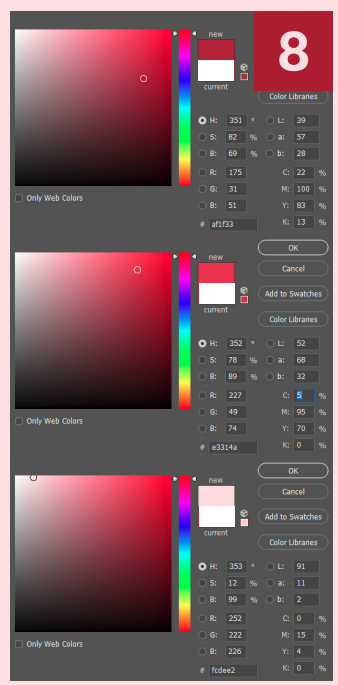 new
8
current
Color Libraries
H: 351 ° L: 39
S: 82 % a: 57
B: 69 % b: 28
R: 175 C: 22 %
G: 31 M: 100 %
B: 51 Y: 83 %
K: 13 %
# af1f33
Only Web Colors
OK
new
Cancel
Add to Swatches
current
Color Libraries
H: 352 ° L: 52
S: 78 % a: 68
B: 89 % b: 32
R: 227 C: 5 %
G: 49 M: 95 %
B: 74 Y: 70 %
K: 0 %
# e3314a
Only Web Colors
OK
new
Cancel
Add to Swatches
current
Color Libraries
H: 353 ° L: 91
S: 12 % a: 11
B: 99 % b: 2
R: 252 C: 0 %
G: 222 M: 15 %
B: 226 Y: 4 %
K: 0 %
# fcdee2
Only Web Colors